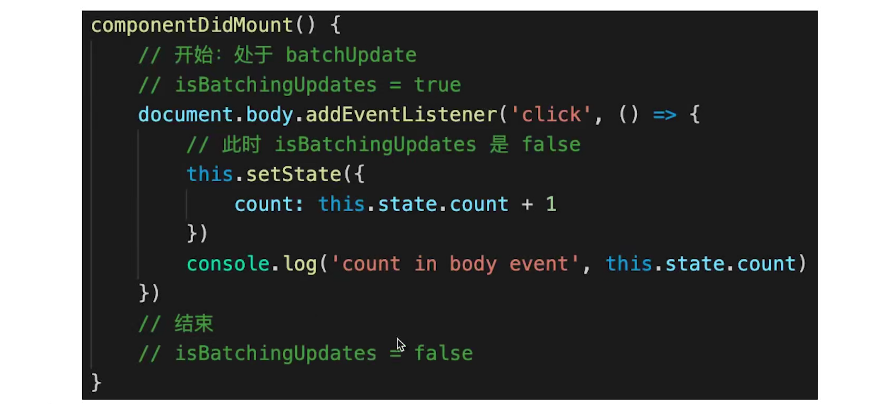 componentDidMount() {
// 开始：处于 batchUpdate
// isBatchingUpdates = true
document.body.addEventListener('click', () => {
// 此时 isBatchingUpdates 是 false
this.setState({
count: this.state.count + 1
})
console.log('count in body event', this.state.count)
})
// 结束
// isBatchingUpdates = false
}